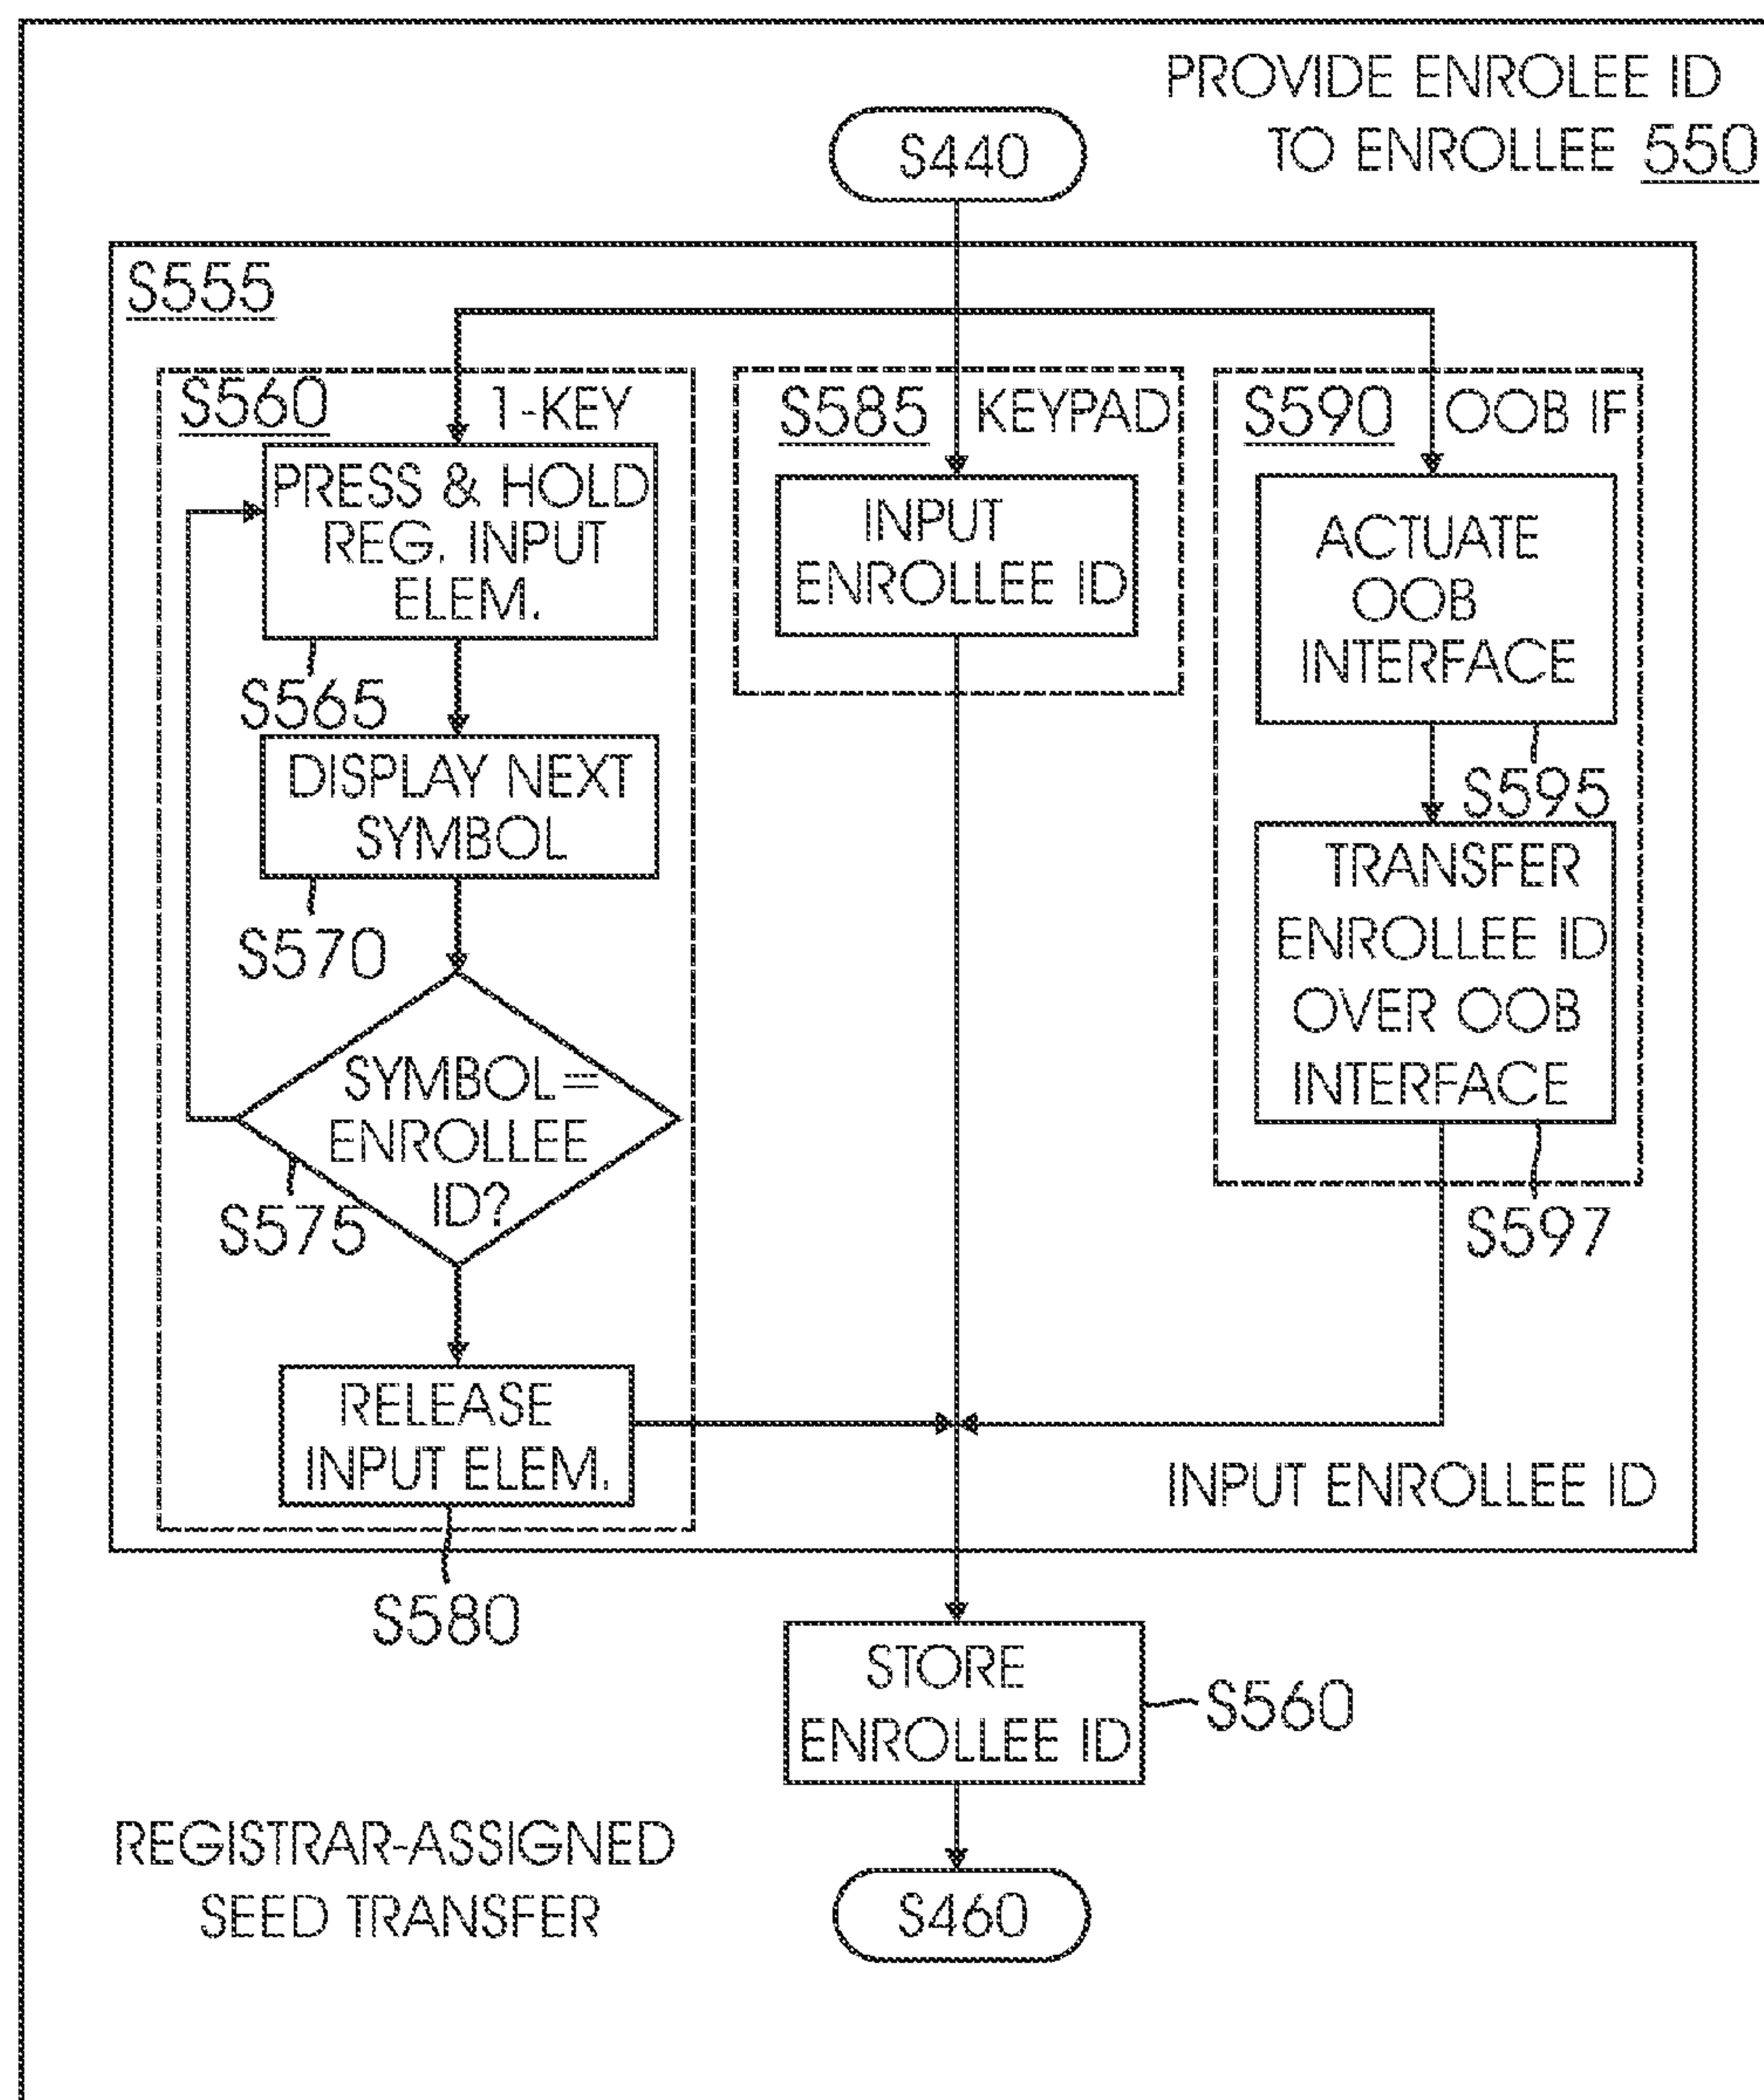 PROVIDE ENROLEE ID
TO ENROLLEE 550
S440
S555
S560
1-KEY
PRESS & HOLD
REG. INPUT
ELEM.
S565
DISPLAY NEXT
SYMBOL
S570
SYMBOL=
ENROLLEE
ID?
S575
RELEASE
INPUT ELEM.
S580
S585
KEYPAD
INPUT
ENROLLEE ID
S590
OOB IF
ACTUATE
OOB
INTERFACE
S595
TRANSFER
ENROLLEE ID
OVER OOB
INTERFACE
S597
INPUT ENROLLEE ID
STORE
ENROLLEE ID
S560
S460
REGISTRAR-ASSIGNED
SEED TRANSFER